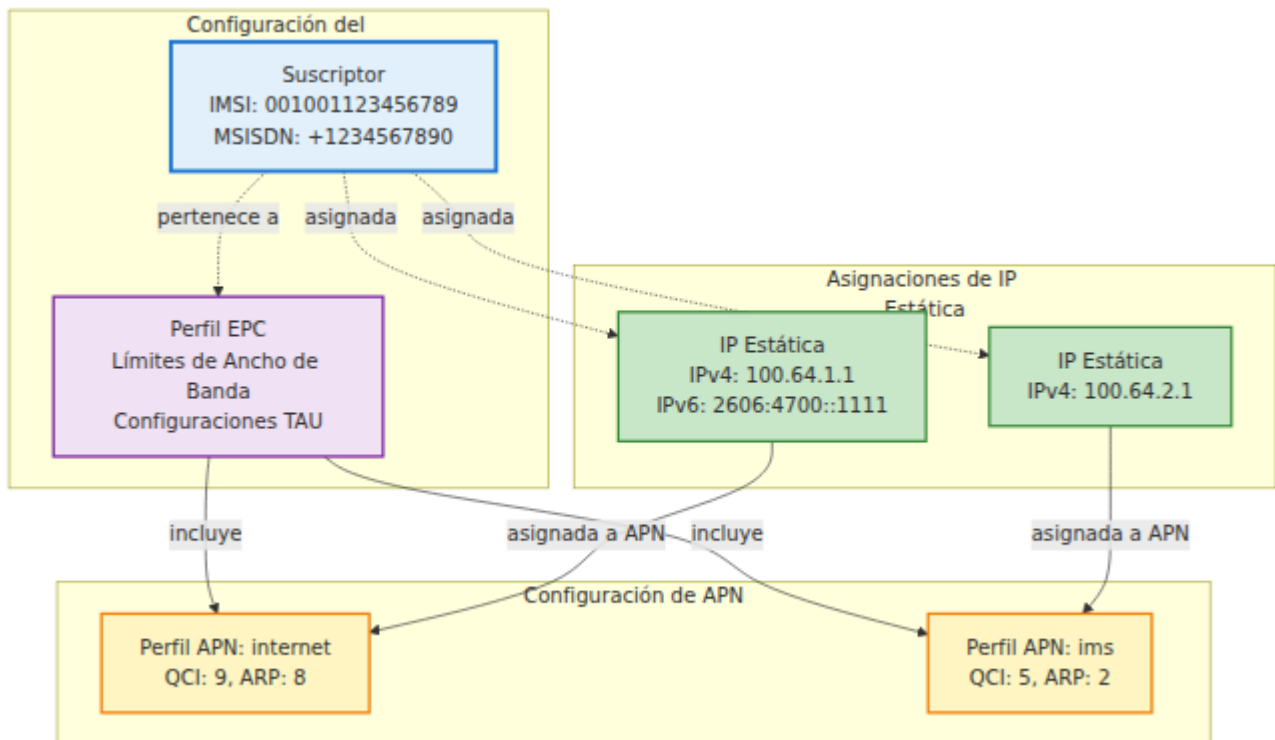 Configuración del
Suscriptor
IMSI: 001001123456789
MSISDN: +1234567890
pertenece a
asignada
asignada
Asignaciones de IP
Estática
Perfil EPC
Límites de Ancho de
Banda
Configuraciones TAU
IP Estática
IPv4: 100.64.1.1
IPv6: 2606:4700::1111
IP Estática
IPv4: 100.64.2.1
incluye
asignada a APN
incluye
asignada a APN
Configuración de APN
Perfil APN: internet
QCI: 9, ARP: 8
Perfil APN: ims
QCI: 5, ARP: 2